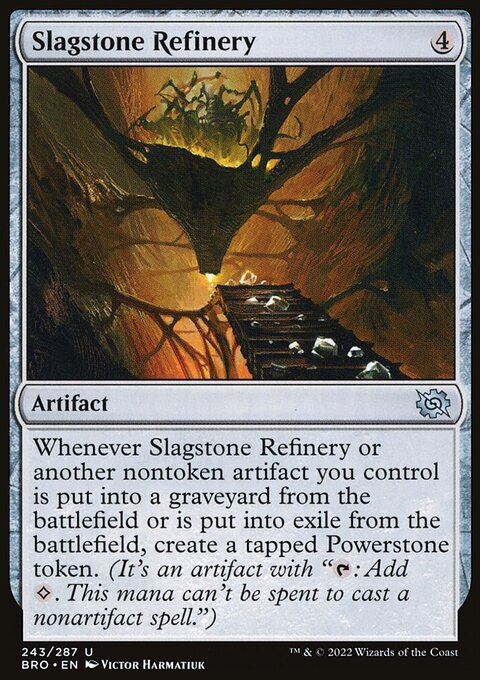 Slagstone Refinery 4
Artifact
Whenever Slagstone Refinery or
another nontoken artifact you control
is put into a graveyard from the
battlefield or is put into exile from the
battlefield, create a tapped Powerstone
token. (It's an artifact with “: Add
. This mana can't be spent to cast a
nonartifact spell.”)
243/287 U
BRO • EN Victor Harmatiuk
™ & © 2022 Wizards of the Coast